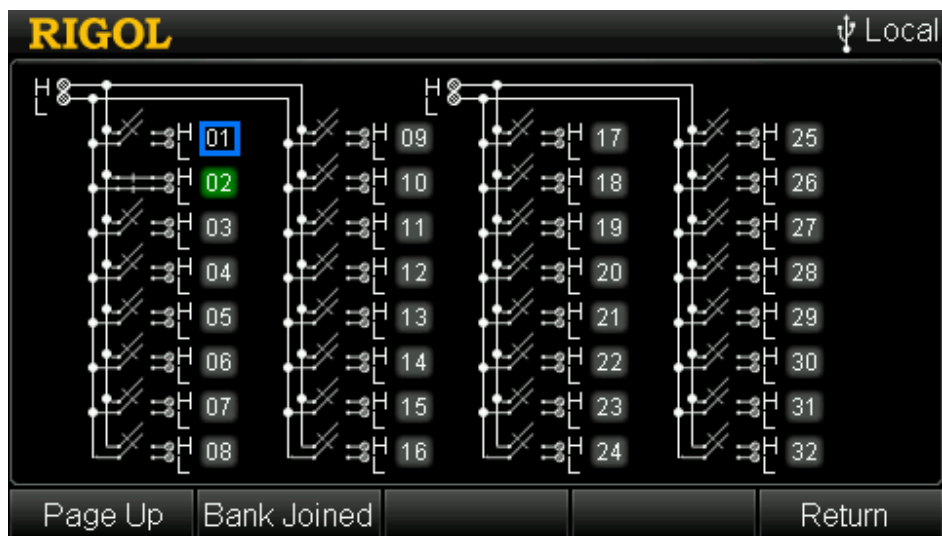 RIGOL Local
H H
L L
H 01 H 09 H 17 H 25
L L L L
H 02 H 10 H 18 H 26
L L L L
H 03 H 11 H 19 H 27
L L L L
H 04 H 12 H 20 H 28
L L L L
H 05 H 13 H 21 H 29
L L L L
H 06 H 14 H 22 H 30
L L L L
H 07 H 15 H 23 H 31
L L L L
H 08 H 16 H 24 H 32
L L L L
Page Up Bank Joined Return